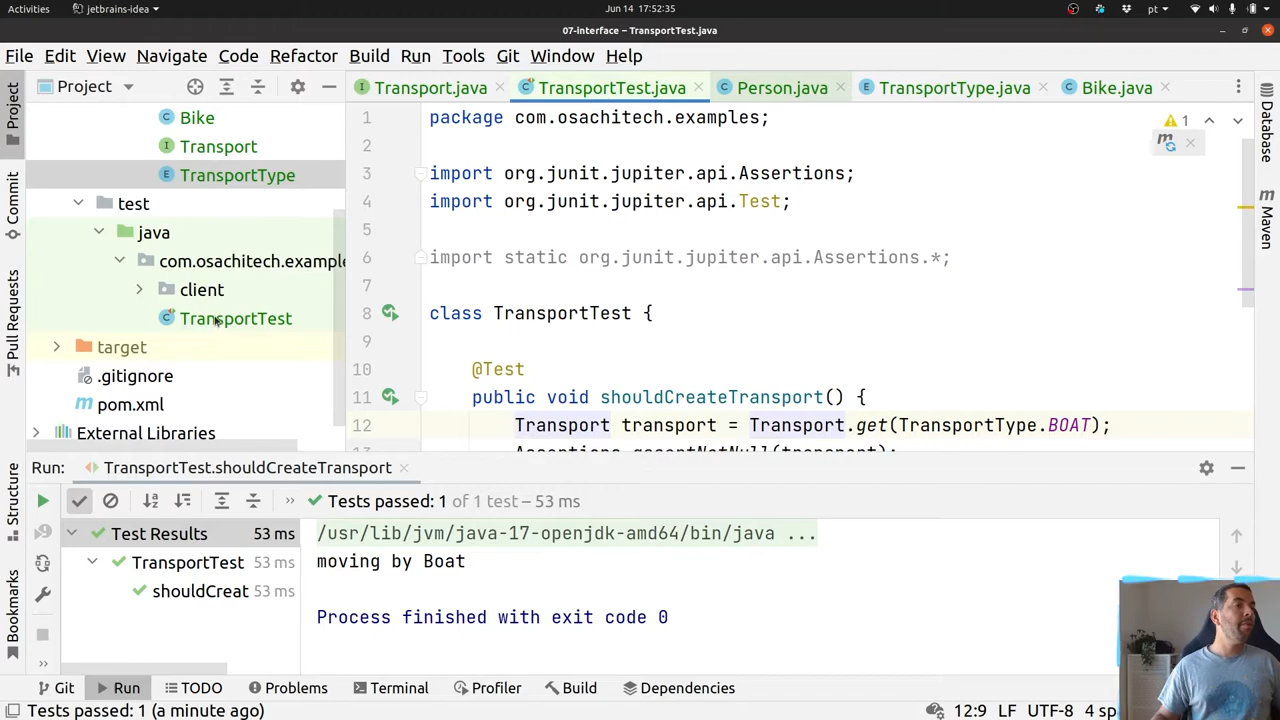 Activities
jetbrains-idea
Jun 14 17:52:35
pt
07-interface – TransportTest.java
File Edit View Navigate Code Refactor Build Run Tools Git Window Help
Project
Transport.java
TransportTest.java
Person.java
TransportType.java
Bike.java
Project
Commit
Pull Requests
Structure
Bookmarks
Bike
Transport
TransportType
test
java
com.osachitech.example
client
TransportTest
target
.gitignore
pom.xml
External Libraries
1 package com.osachitech.examples;
2
3 import org.junit.jupiter.api.Assertions;
4 import org.junit.jupiter.api.Test;
5
6 import static org.junit.jupiter.api.Assertions.*;
7
8 class TransportTest {
9
10 @Test
11 public void shouldCreateTransport() {
12 Transport transport = Transport.get(TransportType.BOAT);
13 Assertions.assertNotNull(transport);
1
Database
Maven
Run: TransportTest.shouldCreateTransport
Tests passed: 1 of 1 test – 53 ms
Test Results 53 ms
TransportTest 53 ms
shouldCreat 53 ms
/usr/lib/jvm/java-17-openjdk-amd64/bin/java ...
moving by Boat
Process finished with exit code 0
Git Run TODO Problems Terminal Profiler Build Dependencies
Tests passed: 1 (a minute ago)
12:9 LF UTF-8 4 sp